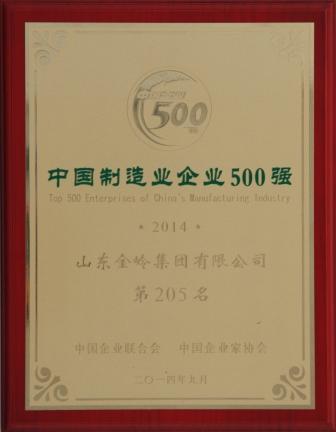 500
中国制造业企业500强
Top 500 Enterprises of China's Manufacturing Industry
* 2014 *
山东金岭集团有限公司
第205名
中国企业联合会 中国企业家协会
二〇一四年九月